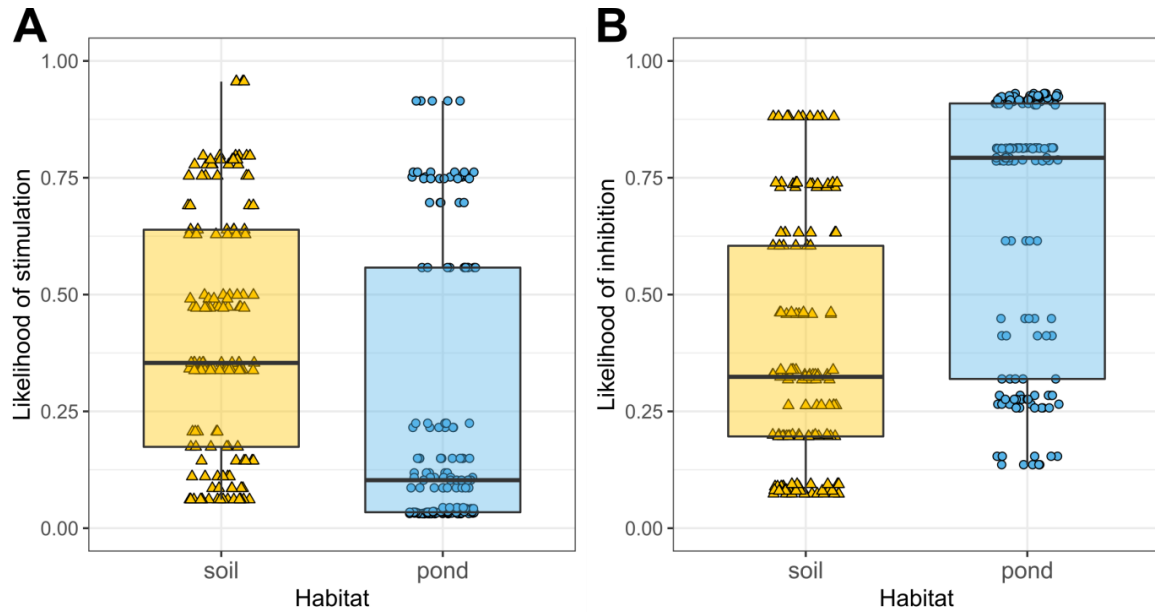 A
Likelihood of stimulation
1.00
0.75
0.50
0.25
0.00
soil
pond
Habitat
B
Likelihood of inhibition
1.00
0.75
0.50
0.25
0.00
soil
pond
Habitat